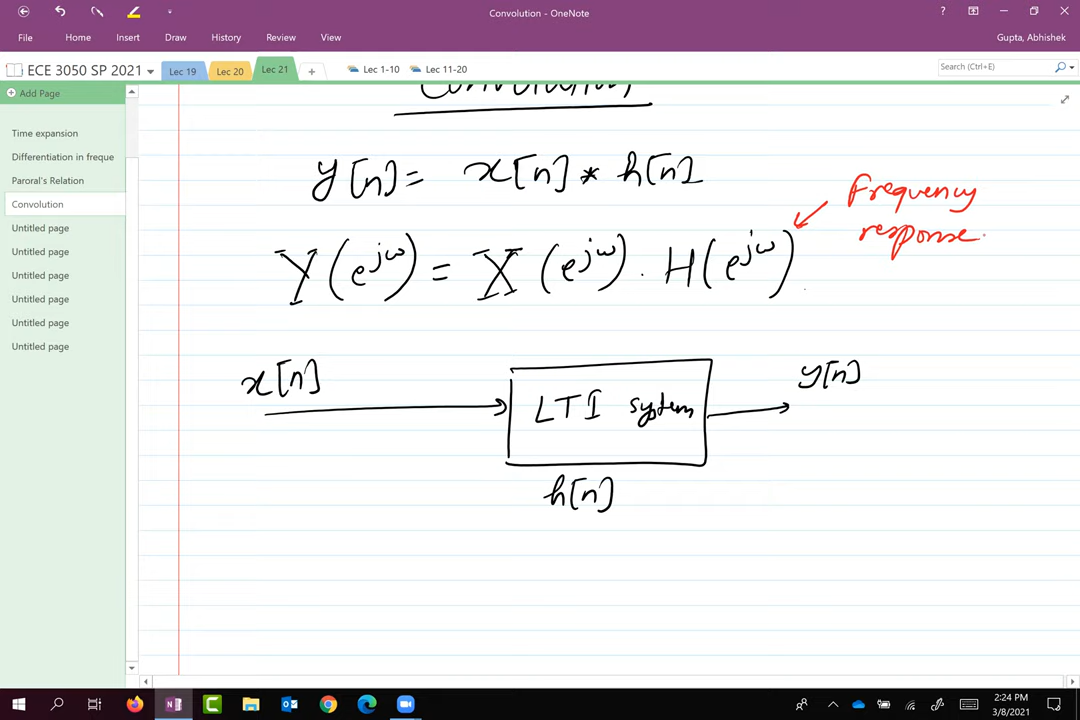 Convolution - OneNote
?
File Home Insert Draw History Review View
Gupta, Abhishek
ECE 3050 SP 2021 Lec 19 Lec 20 Lec 21 + Lec 1-10 Lec 11-20
Search (Ctrl+E)
Add Page
Time expansion
Differentiation in freque
Paroral's Relation
Convolution
Untitled page
Untitled page
Untitled page
Untitled page
Untitled page
Untitled page
Convolution
y[n] = x[n] * h[n]
Frequency
response.
Y(e^{jω}) = X(e^{jω}) · H(e^{jω})
x[n]
LTI system
y[n]
h[n]
2:24 PM
3/8/2021